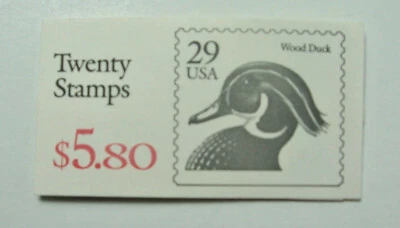 Twenty
Stamps
$5.80
29
USA
Wood Duck